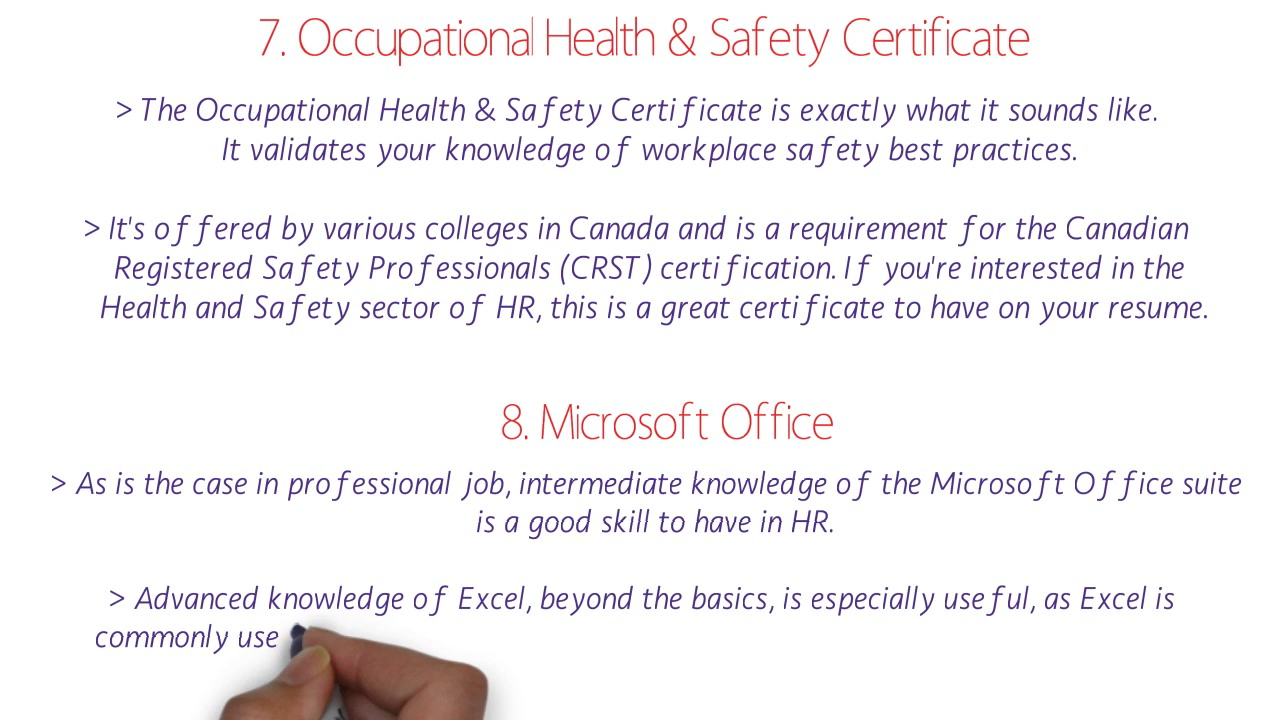 7. Occupational Health & Safety Certificate
> The Occupational Health & Safety Certificate is exactly what it sounds like.
It validates your knowledge of workplace safety best practices.
> It's offered by various colleges in Canada and is a requirement for the Canadian
Registered Safety Professionals (CRST) certification. If you're interested in the
Health and Safety sector of HR, this is a great certificate to have on your resume.
8. Microsoft Office
> As is the case in professional job, intermediate knowledge of the Microsoft Office suite
is a good skill to have in HR.
> Advanced knowledge of Excel, beyond the basics, is especially useful, as Excel is
commonly use